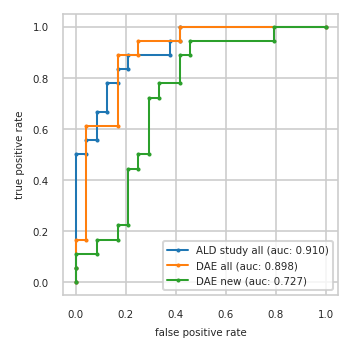 1.0
0.8
0.6
0.4
0.2
0.0
true positive rate
ALD study all (auc: 0.910)
DAE all (auc: 0.898)
DAE new (auc: 0.727)
0.0 0.2 0.4 0.6 0.8 1.0
false positive rate